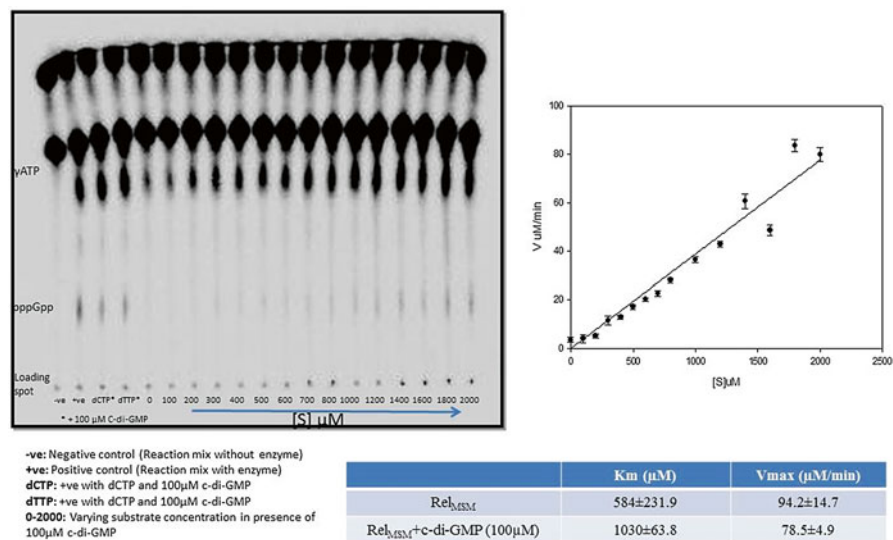 γATP
pppGpp
Loading
spot
-ve +ve dCTP* dTTP* 0 100 200 300 400 500 600 700 800 1000 1200 1400 1600 1800 2000
* + 100 µM C-di-GMP
[S] µM
100
80
60
40
20
0
V uM/min
0 500 1000 1500 2000 2500
[S]uM
-ve: Negative control (Reaction mix without enzyme)
+ve: Positive control (Reaction mix with enzyme)
dCTP: +ve with dCTP and 100µM c-di-GMP
dTTP: +ve with dCTP and 100µM c-di-GMP
0-2000: Varying substrate concentration in presence of
100µM c-di-GMP
Km (µM) Vmax (µM/min)
RelMSM 584±231.9 94.2±14.7
RelMSM+c-di-GMP (100µM) 1030±63.8 78.5±4.9